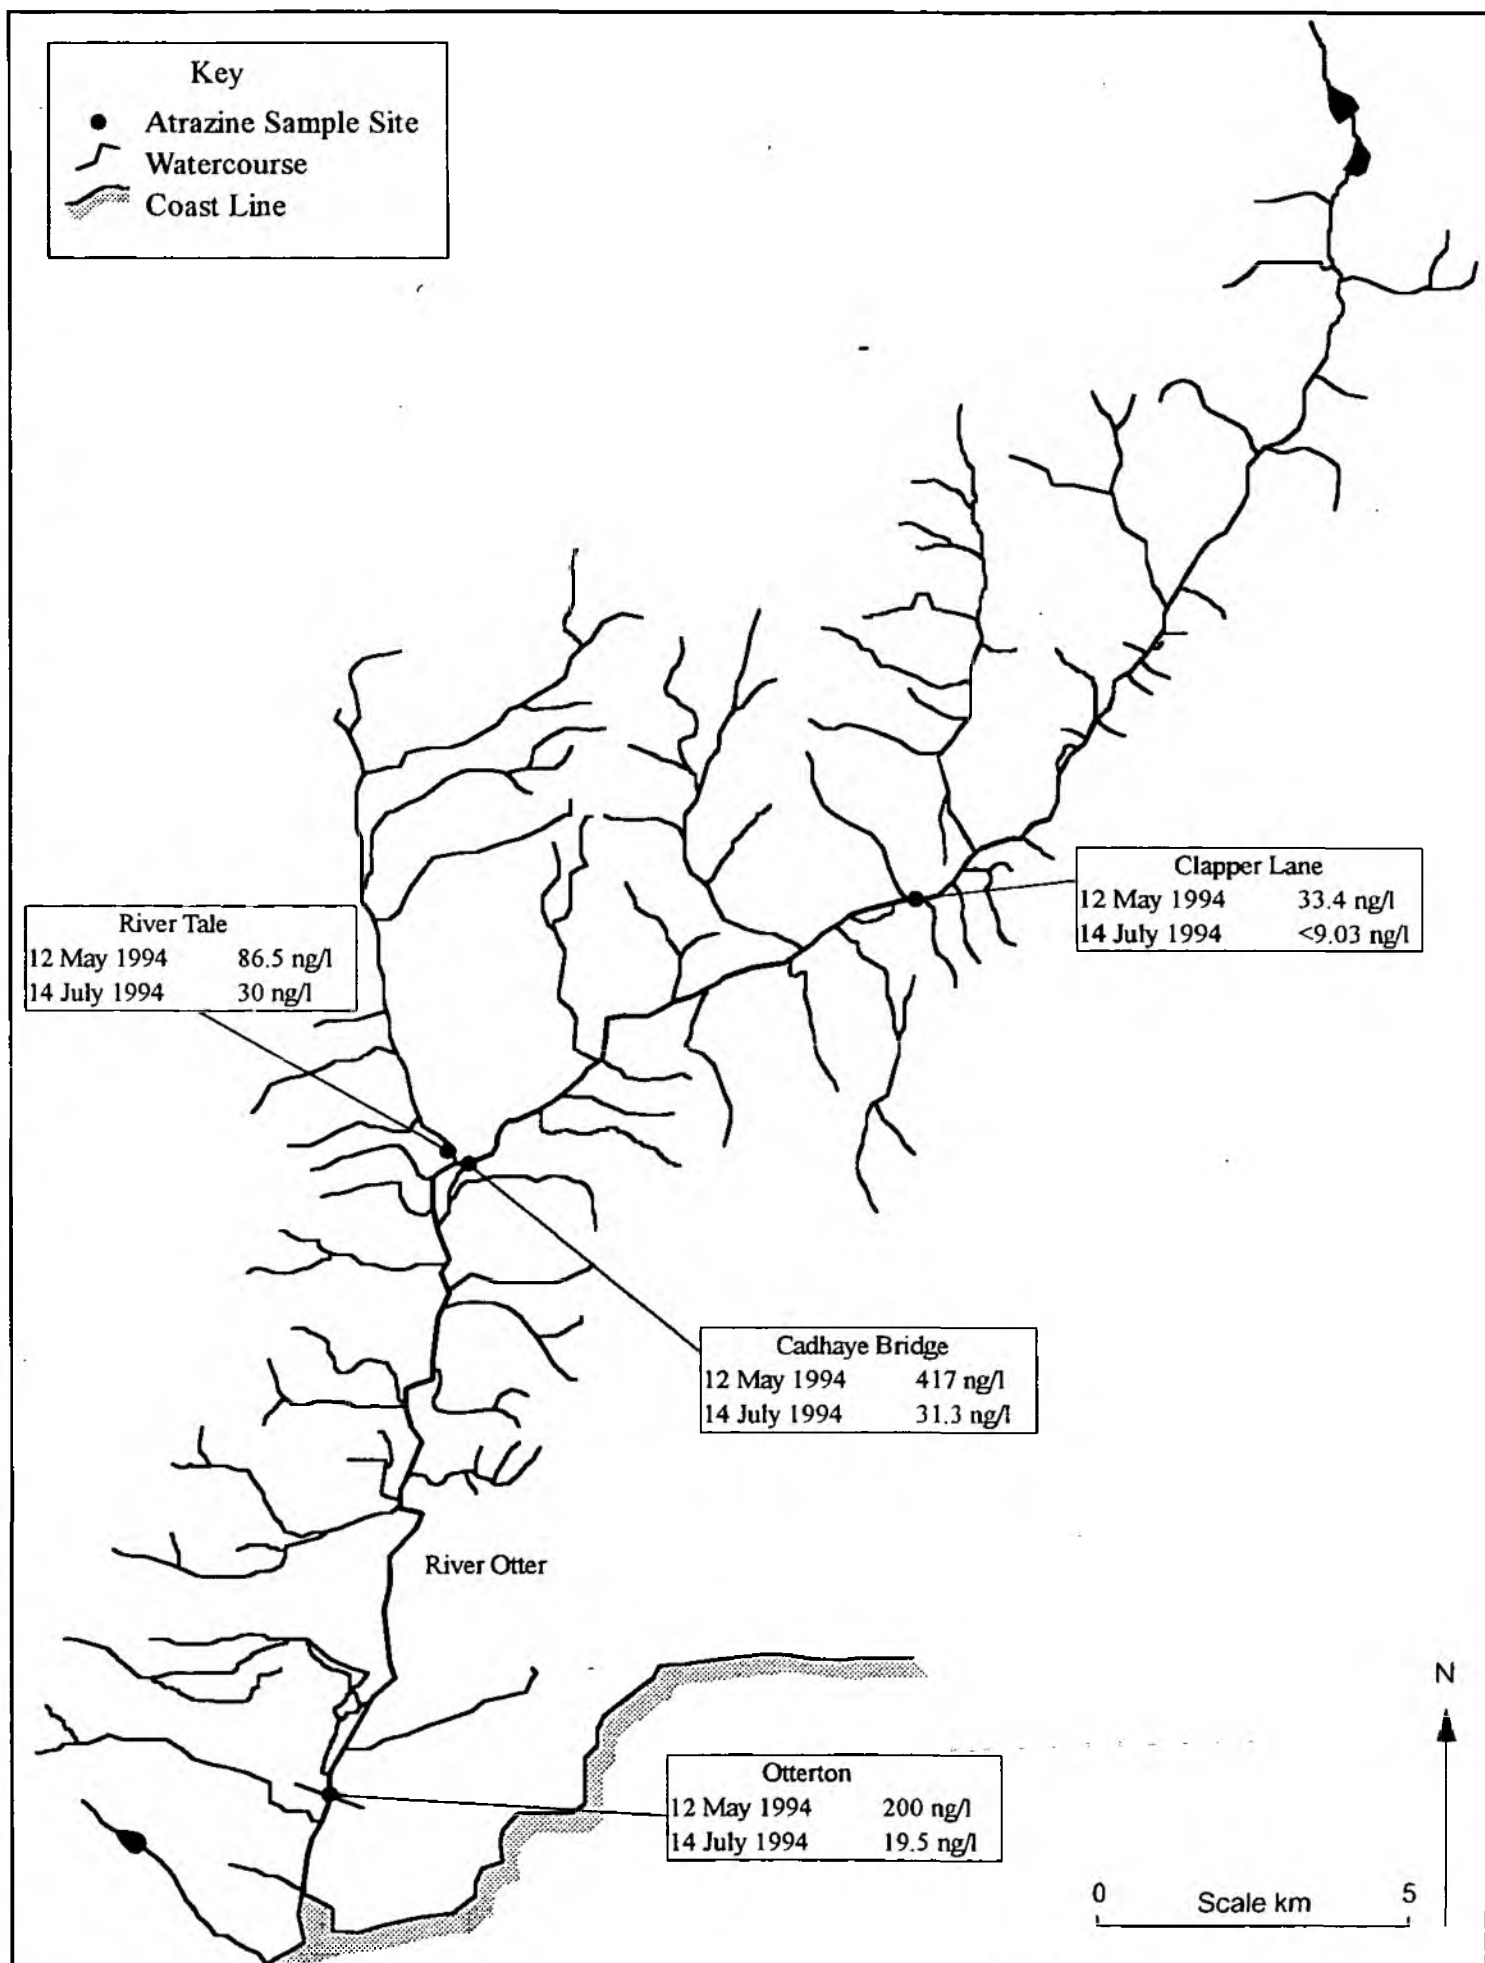 Key
Atrazine Sample Site
Watercourse
Coast Line
Clapper Lane
12 May 1994 33.4 ng/l
14 July 1994 <9.03 ng/l
River Tale
12 May 1994 86.5 ng/l
14 July 1994 30 ng/l
Cadhaye Bridge
12 May 1994 417 ng/l
14 July 1994 31.3 ng/l
River Otter
N
Otterton
12 May 1994 200 ng/l
14 July 1994 19.5 ng/l
0 Scale km 5